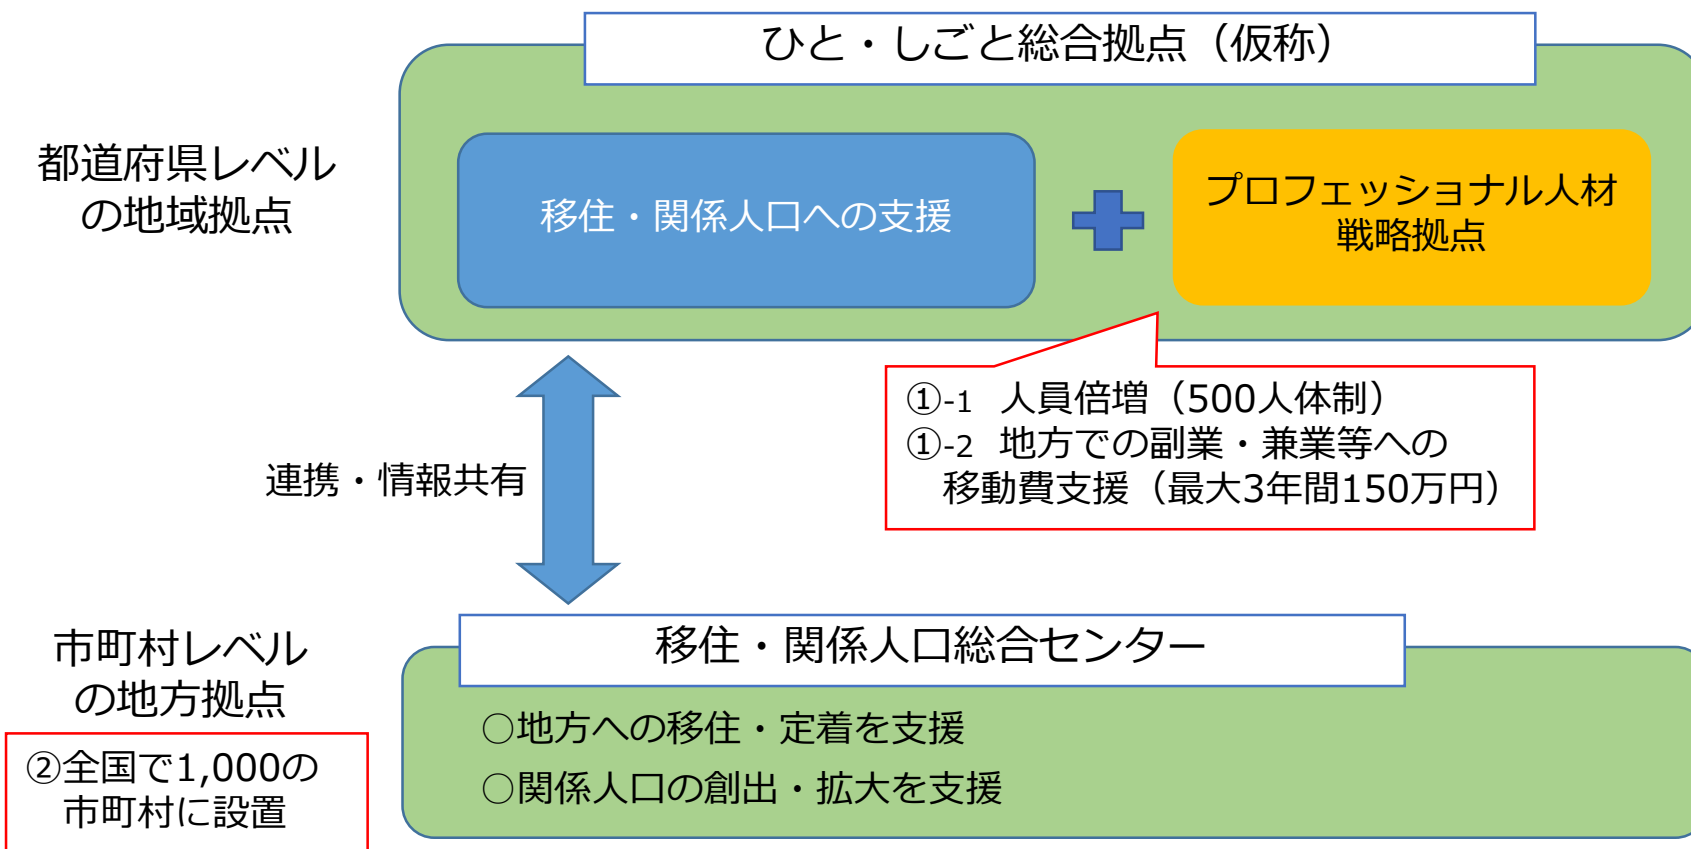 ひと・しごと総合拠点（仮称）
都道府県レベル
の地域拠点
移住・関係人口への支援
プロフェッショナル人材
戦略拠点
①-1 人員倍増（500人体制）
①-2 地方での副業・兼業等への
移動費支援（最大3年間150万円）
連携・情報共有
市町村レベル
の地方拠点
②全国で1,000の
市町村に設置
移住・関係人口総合センター
○地方への移住・定着を支援
○関係人口の創出・拡大を支援